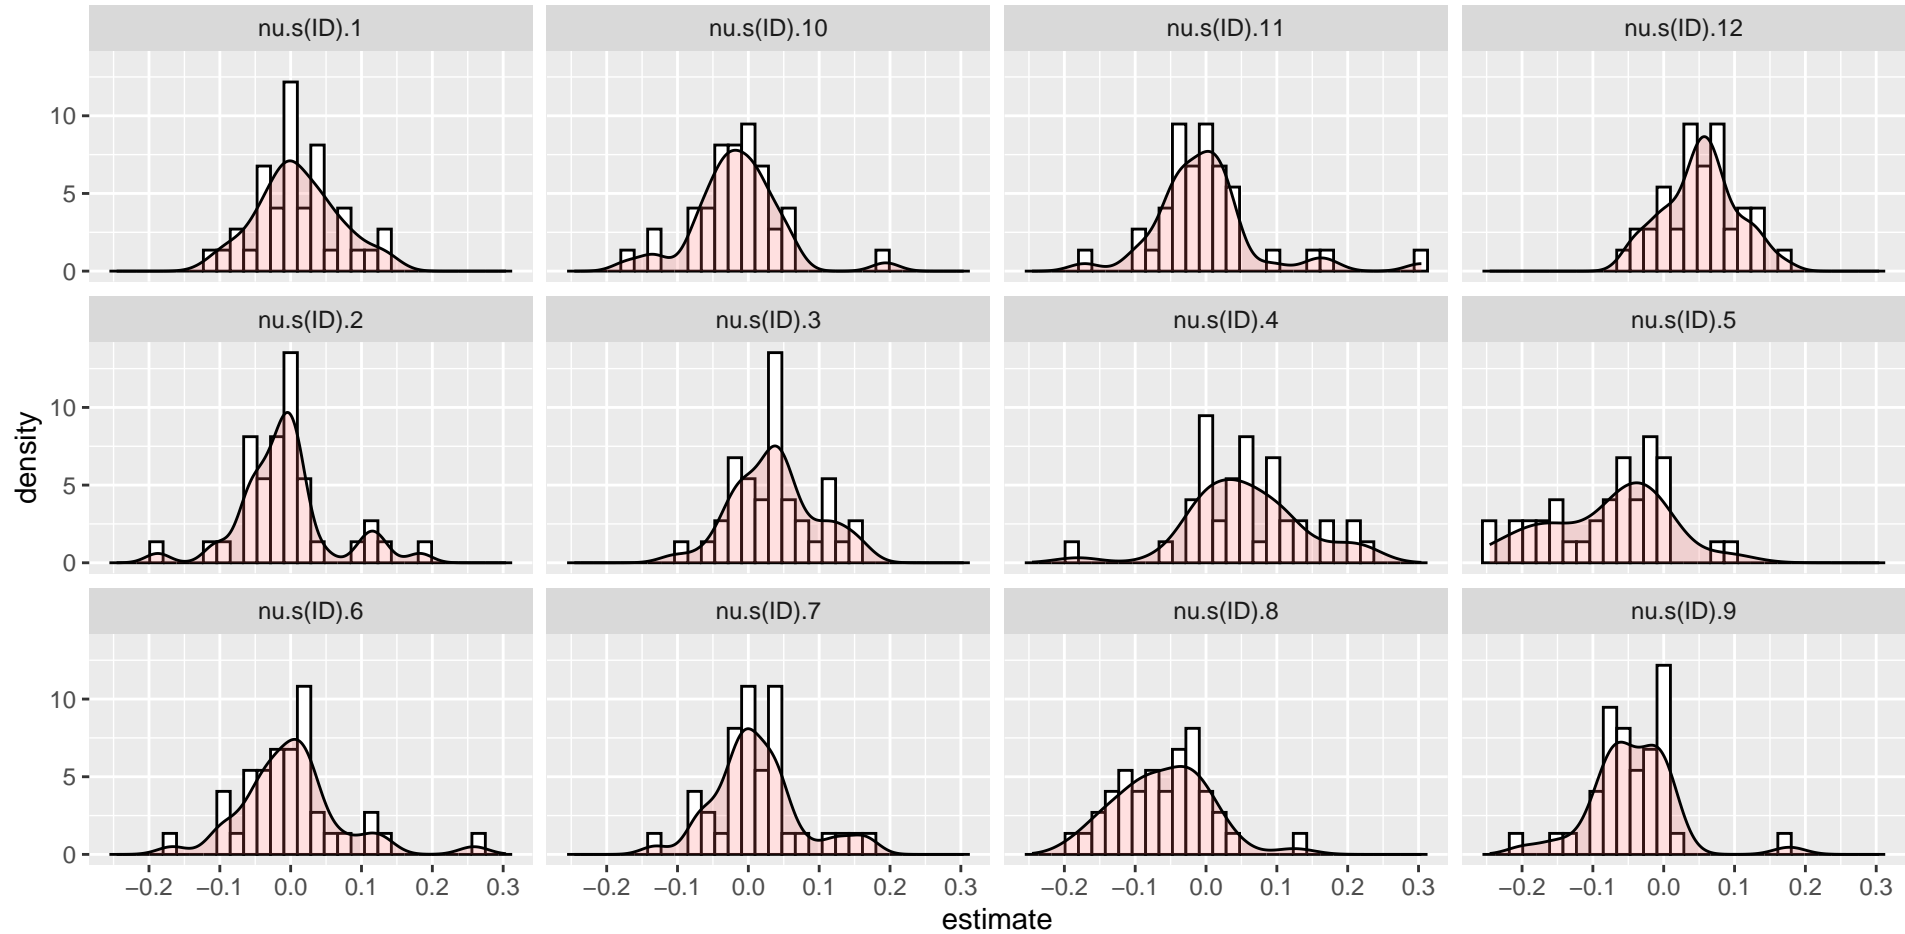 nu.s(ID).1 nu.s(ID).10 nu.s(ID).11 nu.s(ID).12
10
5
0
nu.s(ID).2 nu.s(ID).3 nu.s(ID).4 nu.s(ID).5
10
5
0
density
nu.s(ID).6 nu.s(ID).7 nu.s(ID).8 nu.s(ID).9
10
5
0
−0.2 −0.1 0.0 0.1 0.2 0.3 −0.2 −0.1 0.0 0.1 0.2 0.3 −0.2 −0.1 0.0 0.1 0.2 0.3 −0.2 −0.1 0.0 0.1 0.2 0.3
estimate